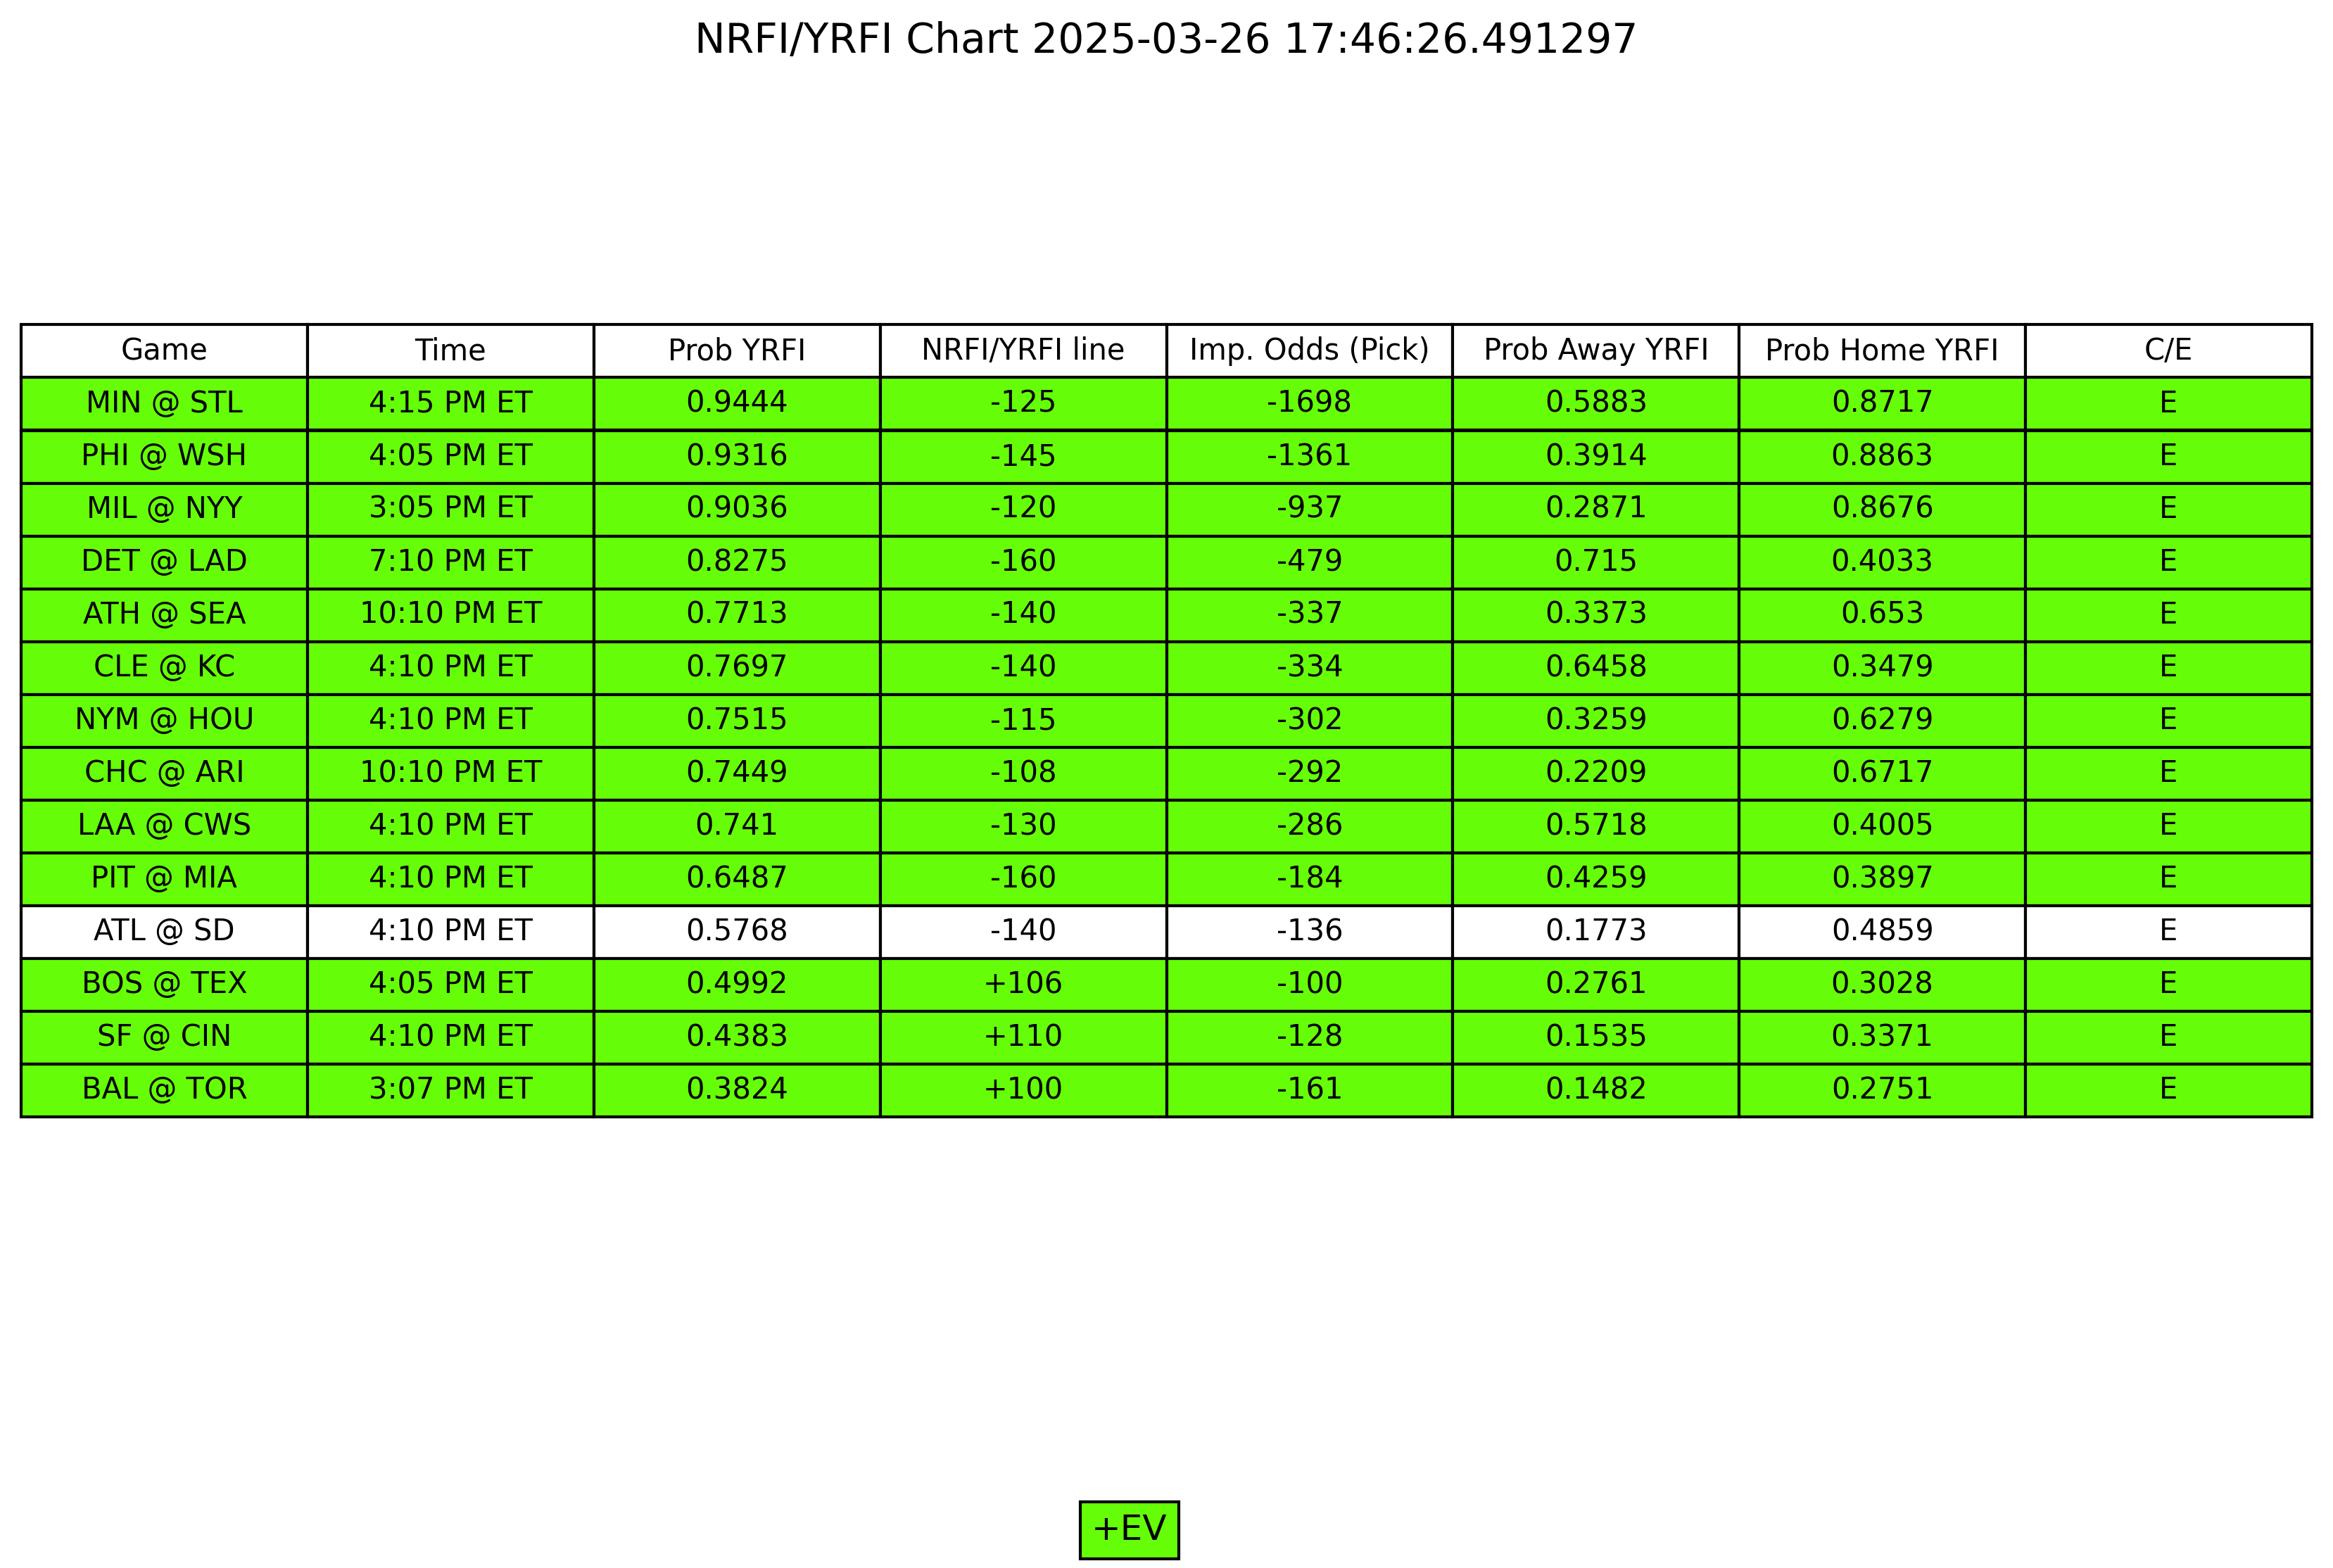 NRFI/YRFI Chart 2025-03-26 17:46:26.491297
Game Time Prob YRFI NRFI/YRFI line Imp. Odds (Pick) Prob Away YRFI Prob Home YRFI C/E
MIN @ STL 4:15 PM ET 0.9444 -125 -1698 0.5883 0.8717 E
PHI @ WSH 4:05 PM ET 0.9316 -145 -1361 0.3914 0.8863 E
MIL @ NYY 3:05 PM ET 0.9036 -120 -937 0.2871 0.8676 E
DET @ LAD 7:10 PM ET 0.8275 -160 -479 0.715 0.4033 E
ATH @ SEA 10:10 PM ET 0.7713 -140 -337 0.3373 0.653 E
CLE @ KC 4:10 PM ET 0.7697 -140 -334 0.6458 0.3479 E
NYM @ HOU 4:10 PM ET 0.7515 -115 -302 0.3259 0.6279 E
CHC @ ARI 10:10 PM ET 0.7449 -108 -292 0.2209 0.6717 E
LAA @ CWS 4:10 PM ET 0.741 -130 -286 0.5718 0.4005 E
PIT @ MIA 4:10 PM ET 0.6487 -160 -184 0.4259 0.3897 E
ATL @ SD 4:10 PM ET 0.5768 -140 -136 0.1773 0.4859 E
BOS @ TEX 4:05 PM ET 0.4992 +106 -100 0.2761 0.3028 E
SF @ CIN 4:10 PM ET 0.4383 +110 -128 0.1535 0.3371 E
BAL @ TOR 3:07 PM ET 0.3824 +100 -161 0.1482 0.2751 E
+EV